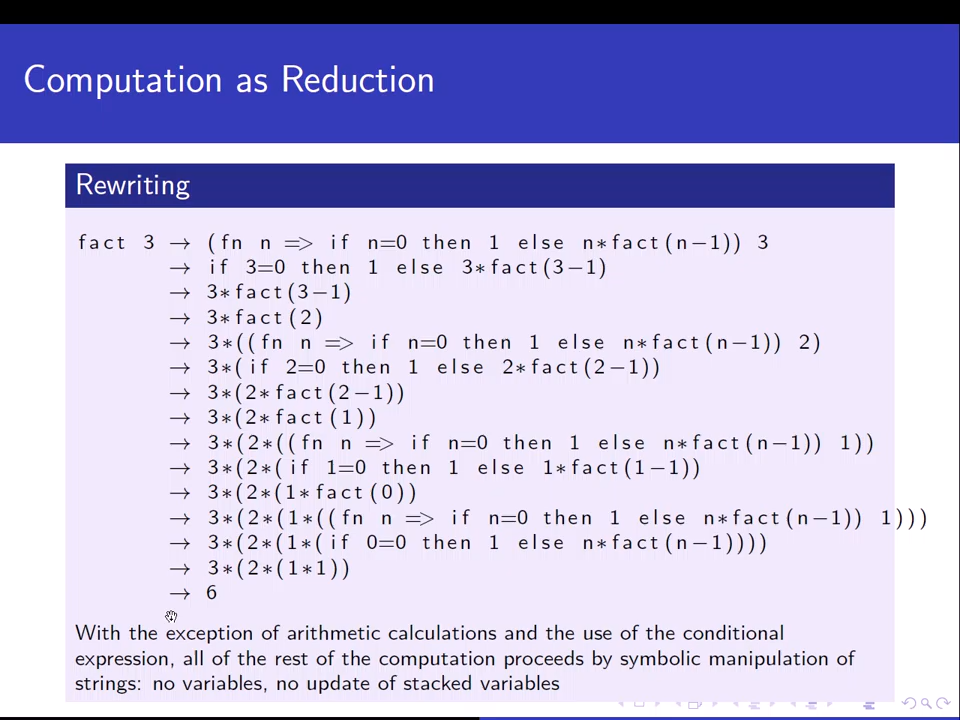 Computation as Reduction
Rewriting
fact 3 → (fn n => if n=0 then 1 else n*fact(n-1)) 3
→ if 3=0 then 1 else 3*fact(3-1)
→ 3*fact(3-1)
→ 3*fact(2)
→ 3*((fn n => if n=0 then 1 else n*fact(n-1)) 2)
→ 3*(if 2=0 then 1 else 2*fact(2-1))
→ 3*(2*fact(2-1))
→ 3*(2*fact(1))
→ 3*(2*((fn n => if n=0 then 1 else n*fact(n-1)) 1))
→ 3*(2*(if 1=0 then 1 else 1*fact(1-1))
→ 3*(2*(1*fact(0))
→ 3*(2*(1*((fn n => if n=0 then 1 else n*fact(n-1)) 1)))
→ 3*(2*(1*(if 0=0 then 1 else n*fact(n-1))))
→ 3*(2*(1*1))
→ 6
With the exception of arithmetic calculations and the use of the conditional
expression, all of the rest of the computation proceeds by symbolic manipulation of
strings: no variables, no update of stacked variables